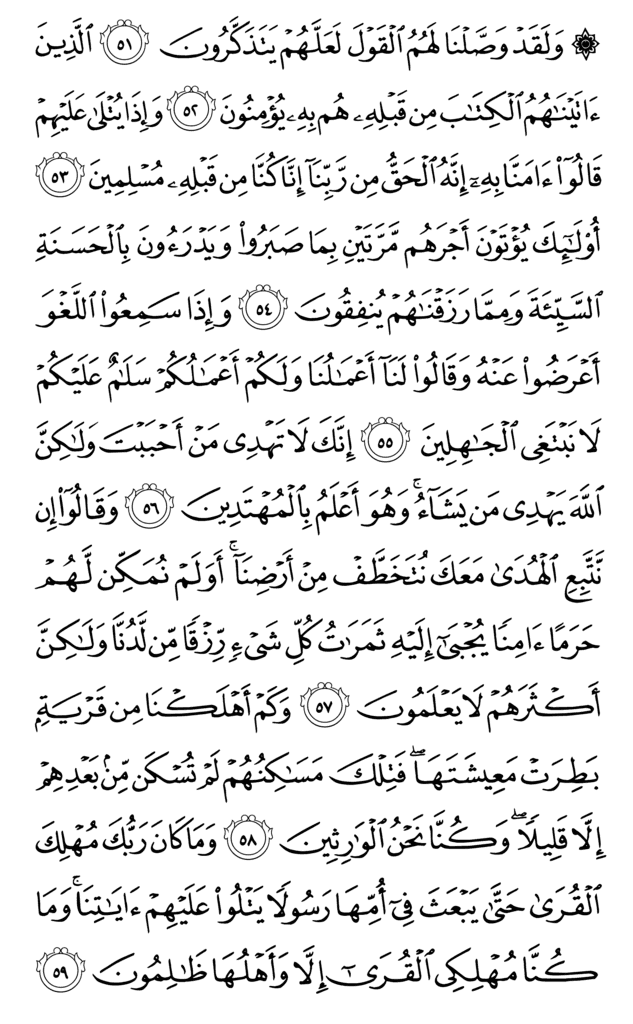 ۞ وَلَقَدْ وَصَّلْنَا لَهُمُ ٱلْقَوْلَ لَعَلَّهُمْ يَتَذَكَّرُونَ ٥١ ٱلَّذِينَ
ءَاتَيْنَٰهُمُ ٱلْكِتَٰبَ مِن قَبْلِهِۦ هُم بِهِۦ يُؤْمِنُونَ ٥٢ وَإِذَا يُتْلَىٰ عَلَيْهِمْ
قَالُوٓا۟ ءَامَنَّا بِهِۦٓ إِنَّهُ ٱلْحَقُّ مِن رَّبِّنَآ إِنَّا كُنَّا مِن قَبْلِهِۦ مُسْلِمِينَ ٥٣
أُو۟لَٰٓئِكَ يُؤْتَوْنَ أَجْرَهُم مَّرَّتَيْنِ بِمَا صَبَرُوا۟ وَيَدْرَءُونَ بِٱلْحَسَنَةِ
ٱلسَّيِّئَةَ وَمِمَّا رَزَقْنَٰهُمْ يُنفِقُونَ ٥٤ وَإِذَا سَمِعُوا۟ ٱللَّغْوَ
أَعْرَضُوا۟ عَنْهُ وَقَالُوا۟ لَنَآ أَعْمَٰلُنَا وَلَكُمْ أَعْمَٰلُكُمْ سَلَٰمٌ عَلَيْكُمْ
لَا نَبْتَغِى ٱلْجَٰهِلِينَ ٥٥ إِنَّكَ لَا تَهْدِى مَنْ أَحْبَبْتَ وَلَٰكِنَّ
ٱللَّهَ يَهْدِى مَن يَشَآءُ ۚ وَهُوَ أَعْلَمُ بِٱلْمُهْتَدِينَ ٥٦ وَقَالُوٓا۟ إِن
نَّتَّبِعِ ٱلْهُدَىٰ مَعَكَ نُتَخَطَّفْ مِنْ أَرْضِنَآ ۚ أَوَلَمْ نُمَكِّن لَّهُمْ
حَرَمًا ءَامِنًا يُجْبَىٰٓ إِلَيْهِ ثَمَرَٰتُ كُلِّ شَىْءٍ رِّزْقًا مِّن لَّدُنَّا وَلَٰكِنَّ
أَكْثَرَهُمْ لَا يَعْلَمُونَ ٥٧ وَكَمْ أَهْلَكْنَا مِن قَرْيَةٍۭ
بَطِرَتْ مَعِيشَتَهَا ۖ فَتِلْكَ مَسَٰكِنُهُمْ لَمْ تُسْكَن مِّنۢ بَعْدِهِمْ
إِلَّا قَلِيلًا ۖ وَكُنَّا نَحْنُ ٱلْوَٰرِثِينَ ٥٨ وَمَا كَانَ رَبُّكَ مُهْلِكَ
ٱلْقُرَىٰ حَتَّىٰ يَبْعَثَ فِىٓ أُمِّهَا رَسُولًا يَتْلُوا۟ عَلَيْهِمْ ءَايَٰتِنَا ۚ وَمَا
كُنَّا مُهْلِكِى ٱلْقُرَىٰٓ إِلَّا وَأَهْلُهَا ظَٰلِمُونَ ٥٩